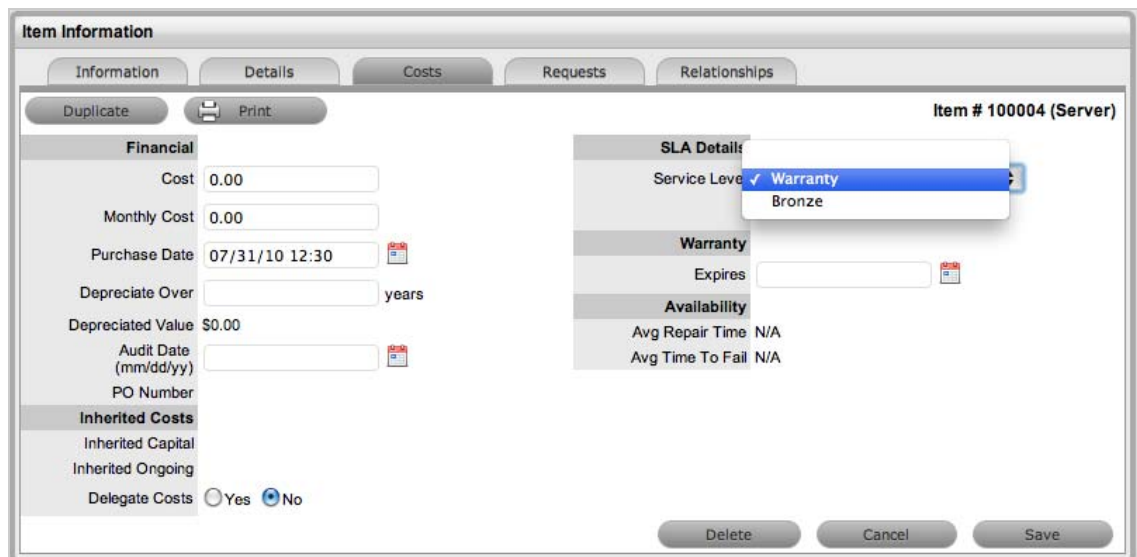 Item Information
Information Details Costs Requests Relationships
Duplicate Print Item # 100004 (Server)
Financial
Cost 0.00
Monthly Cost 0.00
Purchase Date 07/31/10 12:30
Depreciate Over years
Depreciated Value $0.00
Audit Date
(mm/dd/yy)
PO Number
Inherited Costs
Inherited Capital
Inherited Ongoing
Delegate Costs Yes No
SLA Details
Service Leve ✓ Warranty
Bronze
Warranty
Expires
Availability
Avg Repair Time N/A
Avg Time To Fail N/A
Delete Cancel Save